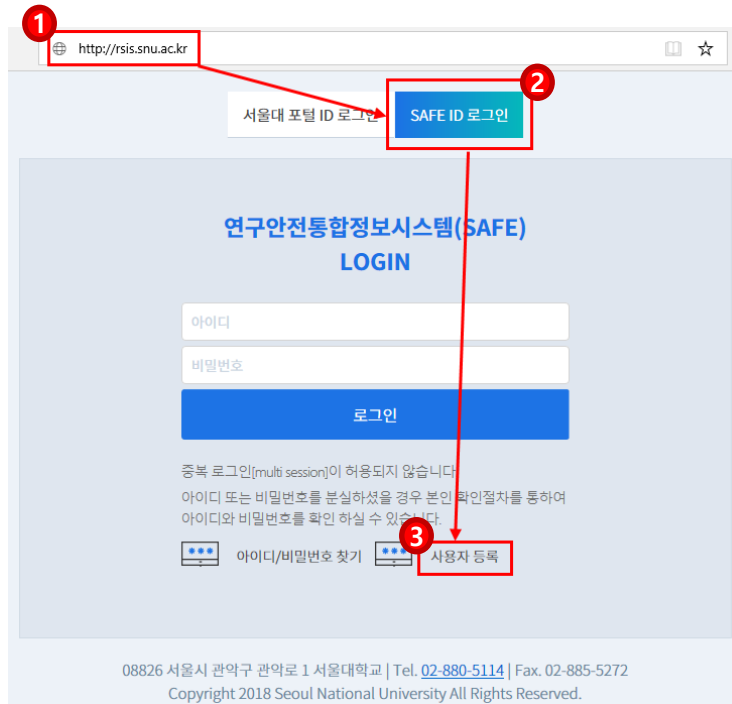 1
http://rsis.snu.ac.kr
2
서울대 포털 ID 로그인 SAFE ID 로그인
연구안전통합정보시스템(SAFE)
LOGIN
아이디
비밀번호
로그인
중복 로그인[multi session]이 허용되지 않습니다.
아이디 또는 비밀번호를 분실하셨을 경우 본인 확인절차를 통하여
아이디와 비밀번호를 확인 하실 수 있습니다.
3
아이디/비밀번호 찾기 사용자 등록
08826 서울시 관악구 관악로 1 서울대학교 | Tel. 02-880-5114 | Fax. 02-885-5272
Copyright 2018 Seoul National University All Rights Reserved.